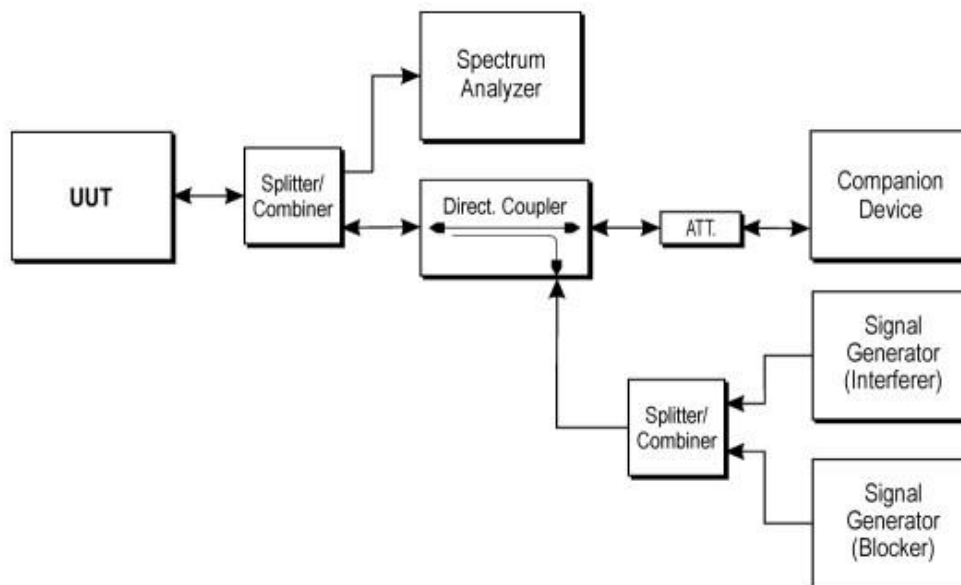 Spectrum
Analyzer
UUT
Splitter/
Combiner
Direct. Coupler
ATT.
Companion
Device
Signal
Generator
(Interferer)
Splitter/
Combiner
Signal
Generator
(Blocker)